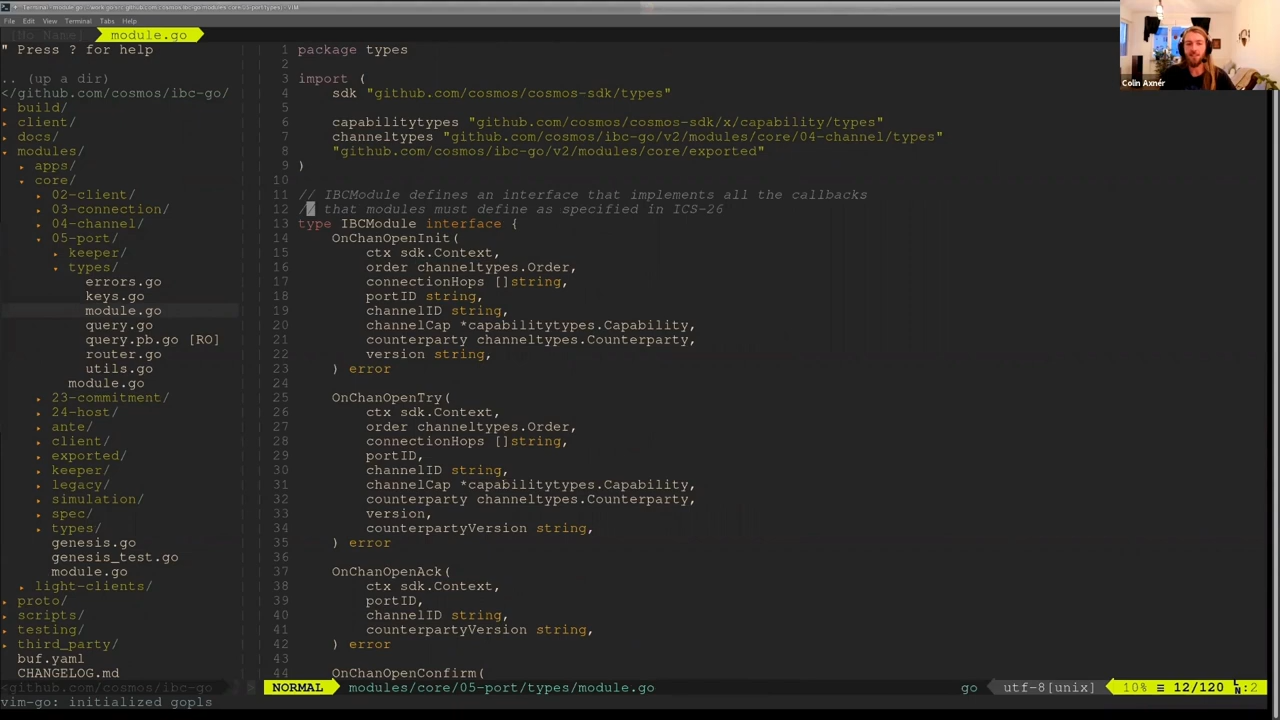 File Edit View Terminal Tabs Help
[No Name] module.go
" Press ? for help
.. (up a dir)
</github.com/cosmos/ibc-go/
▸ build/
▸ client/
▸ docs/
▾ modules/
▸ apps/
▾ core/
▸ 02-client/
▸ 03-connection/
▸ 04-channel/
▾ 05-port/
▸ keeper/
▾ types/
errors.go
keys.go
module.go
query.go
query.pb.go [RO]
router.go
utils.go
module.go
▸ 23-commitment/
▸ 24-host/
▸ ante/
▸ client/
▸ exported/
▸ keeper/
▸ legacy/
▸ simulation/
▸ spec/
▸ types/
genesis.go
genesis_test.go
module.go
▸ light-clients/
▸ proto/
▸ scripts/
▸ testing/
▸ third_party/
buf.yaml
CHANGELOG.md
<github.com/cosmos/ibc-go
1 package types
2
3 import (
4 sdk "github.com/cosmos/cosmos-sdk/types"
5
6 capabilitytypes "github.com/cosmos/cosmos-sdk/x/capability/types"
7 channeltypes "github.com/cosmos/ibc-go/v2/modules/core/04-channel/types"
8 "github.com/cosmos/ibc-go/v2/modules/core/exported"
9 )
10
11 // IBCModule defines an interface that implements all the callbacks
12 // that modules must define as specified in ICS-26
13 type IBCModule interface {
14 OnChanOpenInit(
15 ctx sdk.Context,
16 order channeltypes.Order,
17 connectionHops []string,
18 portID string,
19 channelID string,
20 channelCap *capabilitytypes.Capability,
21 counterparty channeltypes.Counterparty,
22 version string,
23 ) error
24
25 OnChanOpenTry(
26 ctx sdk.Context,
27 order channeltypes.Order,
28 connectionHops []string,
29 portID,
30 channelID string,
31 channelCap *capabilitytypes.Capability,
32 counterparty channeltypes.Counterparty,
33 version,
34 counterpartyVersion string,
35 ) error
36
37 OnChanOpenAck(
38 ctx sdk.Context,
39 portID,
40 channelID string,
41 counterpartyVersion string,
42 ) error
43
44 OnChanOpenConfirm(
NORMAL modules/core/05-port/types/module.go go utf-8[unix] 10% ≡ 12/120 LN:2
vim-go: initialized gopls
Colin Axnér